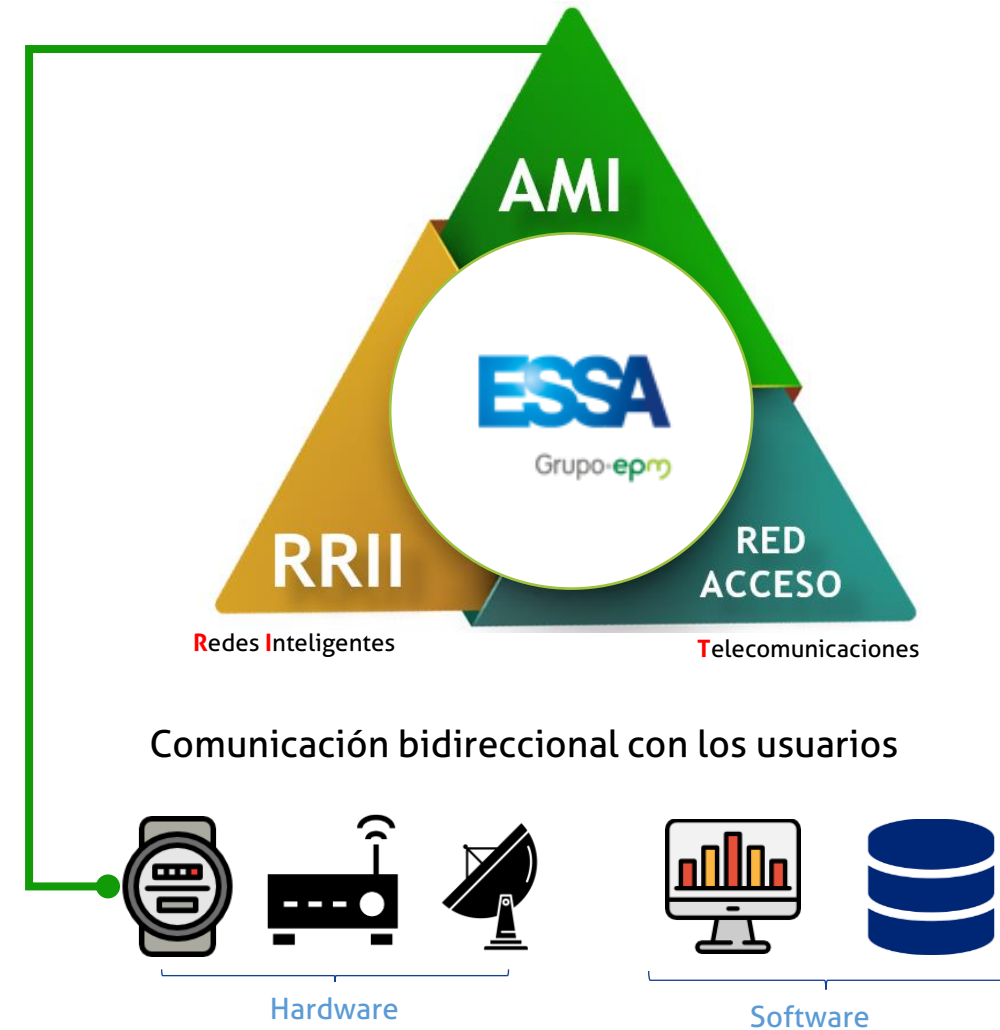 AMI
ESSA
Grupo·epm
RRII
RED
ACCESO
Redes Inteligentes
Telecomunicaciones
Comunicación bidireccional con los usuarios
Hardware
Software